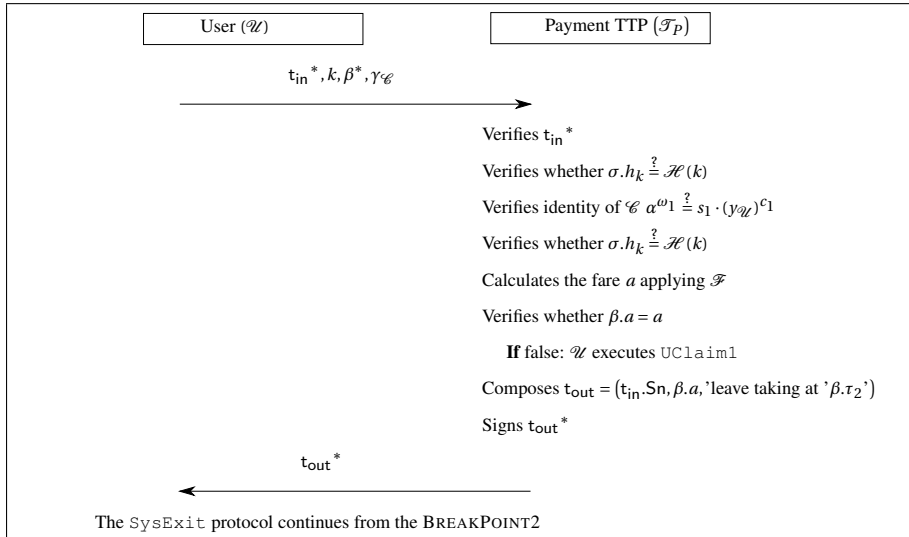 User (𝒰) Payment TTP (𝒯_P)
t_in*, k, β*, γ_𝒞
Verifies t_in*
Verifies whether σ.h_k ≟ ℋ(k)
Verifies identity of 𝒞 α^ω₁ ≟ s₁ · (y_𝒰)^c₁
Verifies whether σ.h_k ≟ ℋ(k)
Calculates the fare a applying ℱ
Verifies whether β.a = a
If false: 𝒰 executes UClaim1
Composes t_out = (t_in.Sn, β.a, 'leave taking at 'β.τ₂')
Signs t_out*
t_out*
The SysExit protocol continues from the BREAKPOINT2